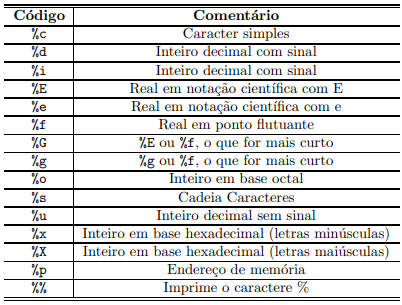 Código Comentário
%c Caracter simples
%d Inteiro decimal com sinal
%i Inteiro decimal com sinal
%E Real em notação científica com E
%e Real em notação científica com e
%f Real em ponto flutuante
%G %E ou %f, o que for mais curto
%g %g ou %f, o que for mais curto
%o Inteiro em base octal
%s Cadeia Caracteres
%u Inteiro decimal sem sinal
%x Inteiro em base hexadecimal (letras minúsculas)
%X Inteiro em base hexadecimal (letras maiúsculas)
%p Endereço de memória
%% Imprime o caractere %